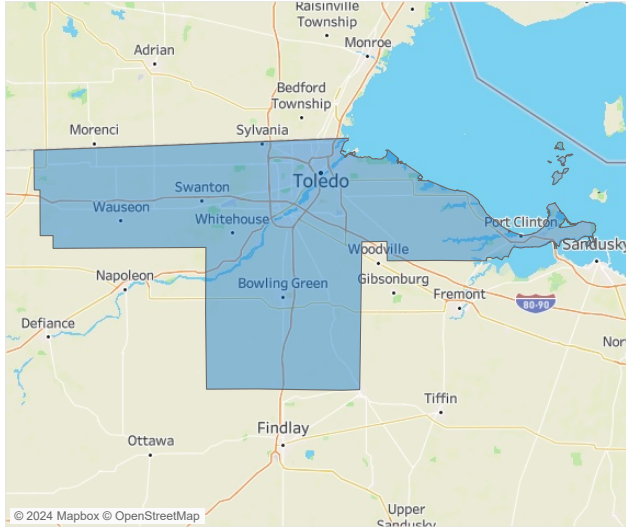 Raisinville
Township
Adrian
Monroe
Bedford
Township
Morenci
Sylvania
Toledo
Swanton
Wauseon
Whitehouse
Port Clinton
Sandusky
Woodville
Napoleon
Bowling Green
Gibsonburg
Fremont
80-90
Defiance
Nor
Tiffin
Findlay
Ottawa
Upper
Sandusky
© 2024 Mapbox © OpenStreetMap